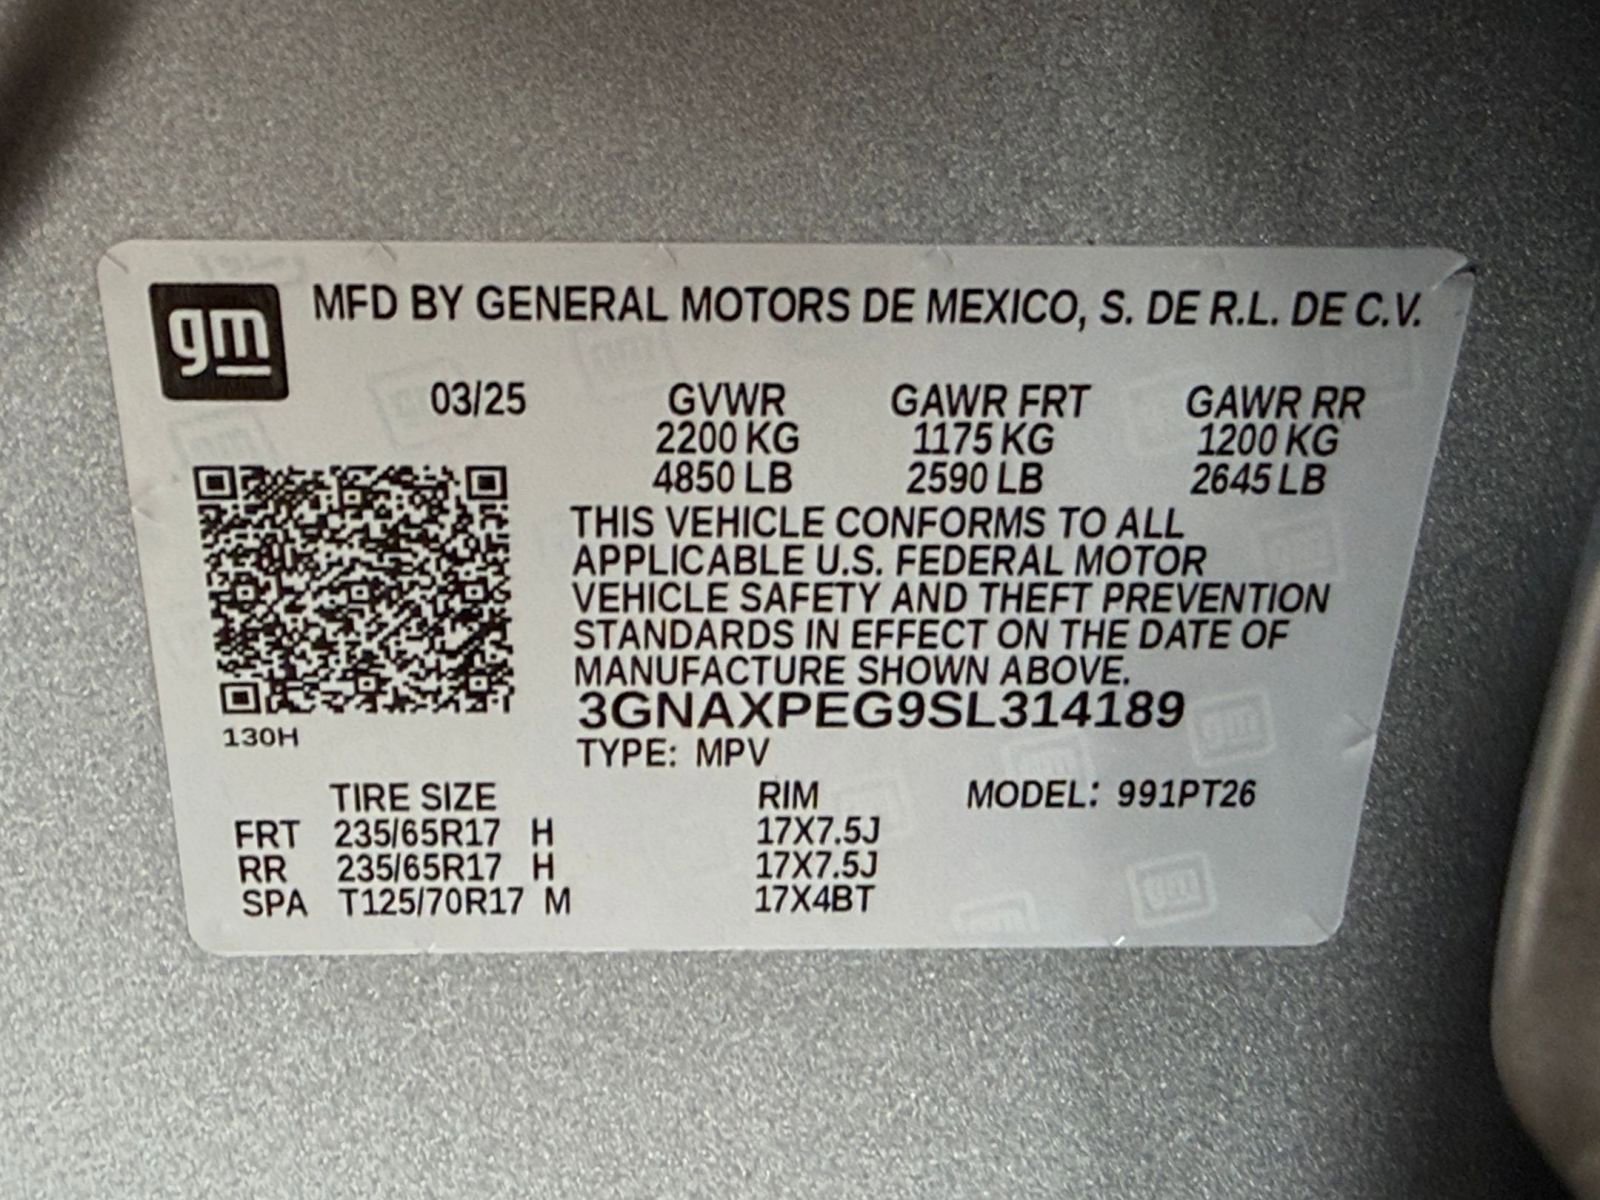 gm
MFD BY GENERAL MOTORS DE MEXICO, S. DE R.L. DE C.V.
03/25 GVWR GAWR FRT GAWR RR
2200 KG 1175 KG 1200 KG
4850 LB 2590 LB 2645 LB
THIS VEHICLE CONFORMS TO ALL
APPLICABLE U.S. FEDERAL MOTOR
VEHICLE SAFETY AND THEFT PREVENTION
STANDARDS IN EFFECT ON THE DATE OF
MANUFACTURE SHOWN ABOVE.
3GNAXPEG9SL314189
130H
TYPE: MPV
TIRE SIZE RIM MODEL: 991PT26
FRT 235/65R17 H 17X7.5J
RR 235/65R17 H 17X7.5J
SPA T125/70R17 M 17X4BT